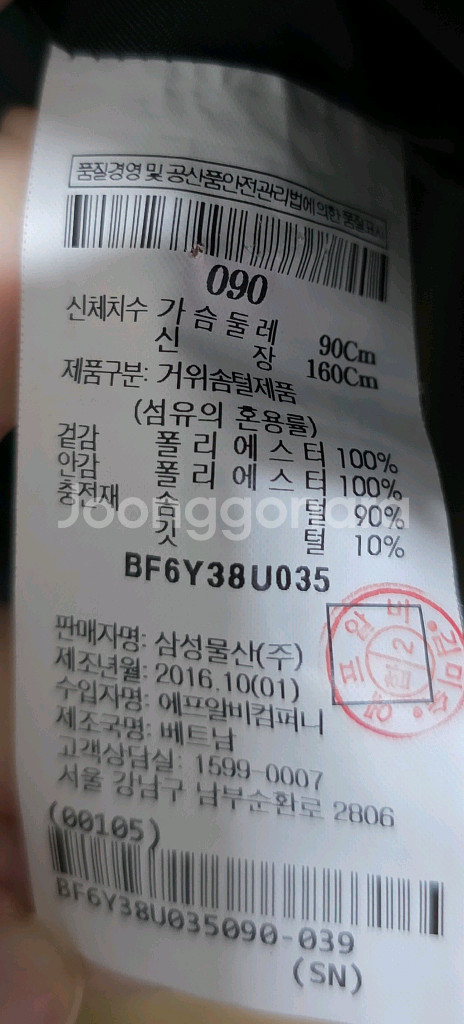 품질경영 및 공산품안전관리법에 의한 품질표시
090
신체치수 가슴둘레 90Cm
신장 160Cm
제품구분: 거위솜털제품
(섬유의 혼용률)
겉감 폴리에스터 100%
안감 폴리에스터 100%
충전재 솜털 90%
깃털 10%
Joonggonara
BF6Y38U035
판매자명: 삼성물산(주)
제조년월: 2016.10(01)
수입자명: 에프알비컴퍼니
제조국명: 베트남
고객상담실: 1599-0007
서울 강남구 남부순환로 2806
(00105)
BF6Y38U035090-039
(SN)